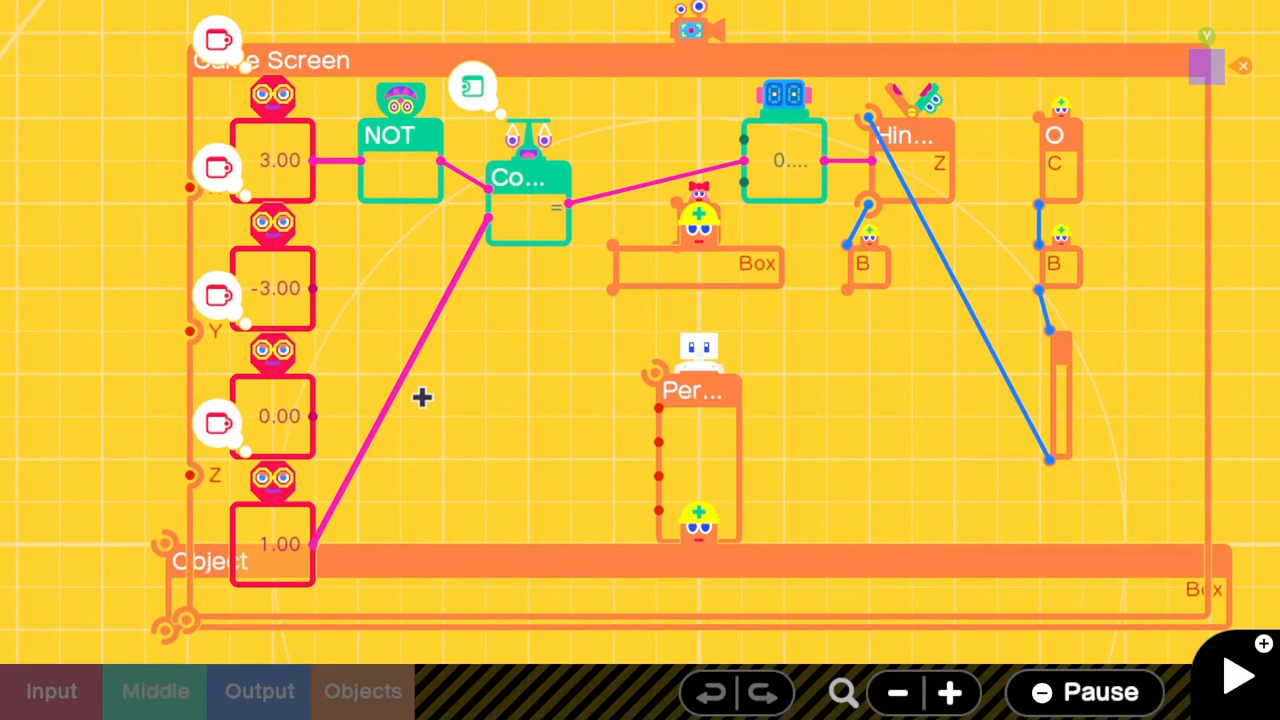 Game Screen
3.00
NOT
Co...
=
0....
Hin...
Z
O
C
-3.00
Box
B
B
Y
0.00
Per...
Z
1.00
Object
Box
Y
X
Input
Middle
Output
Objects
Pause